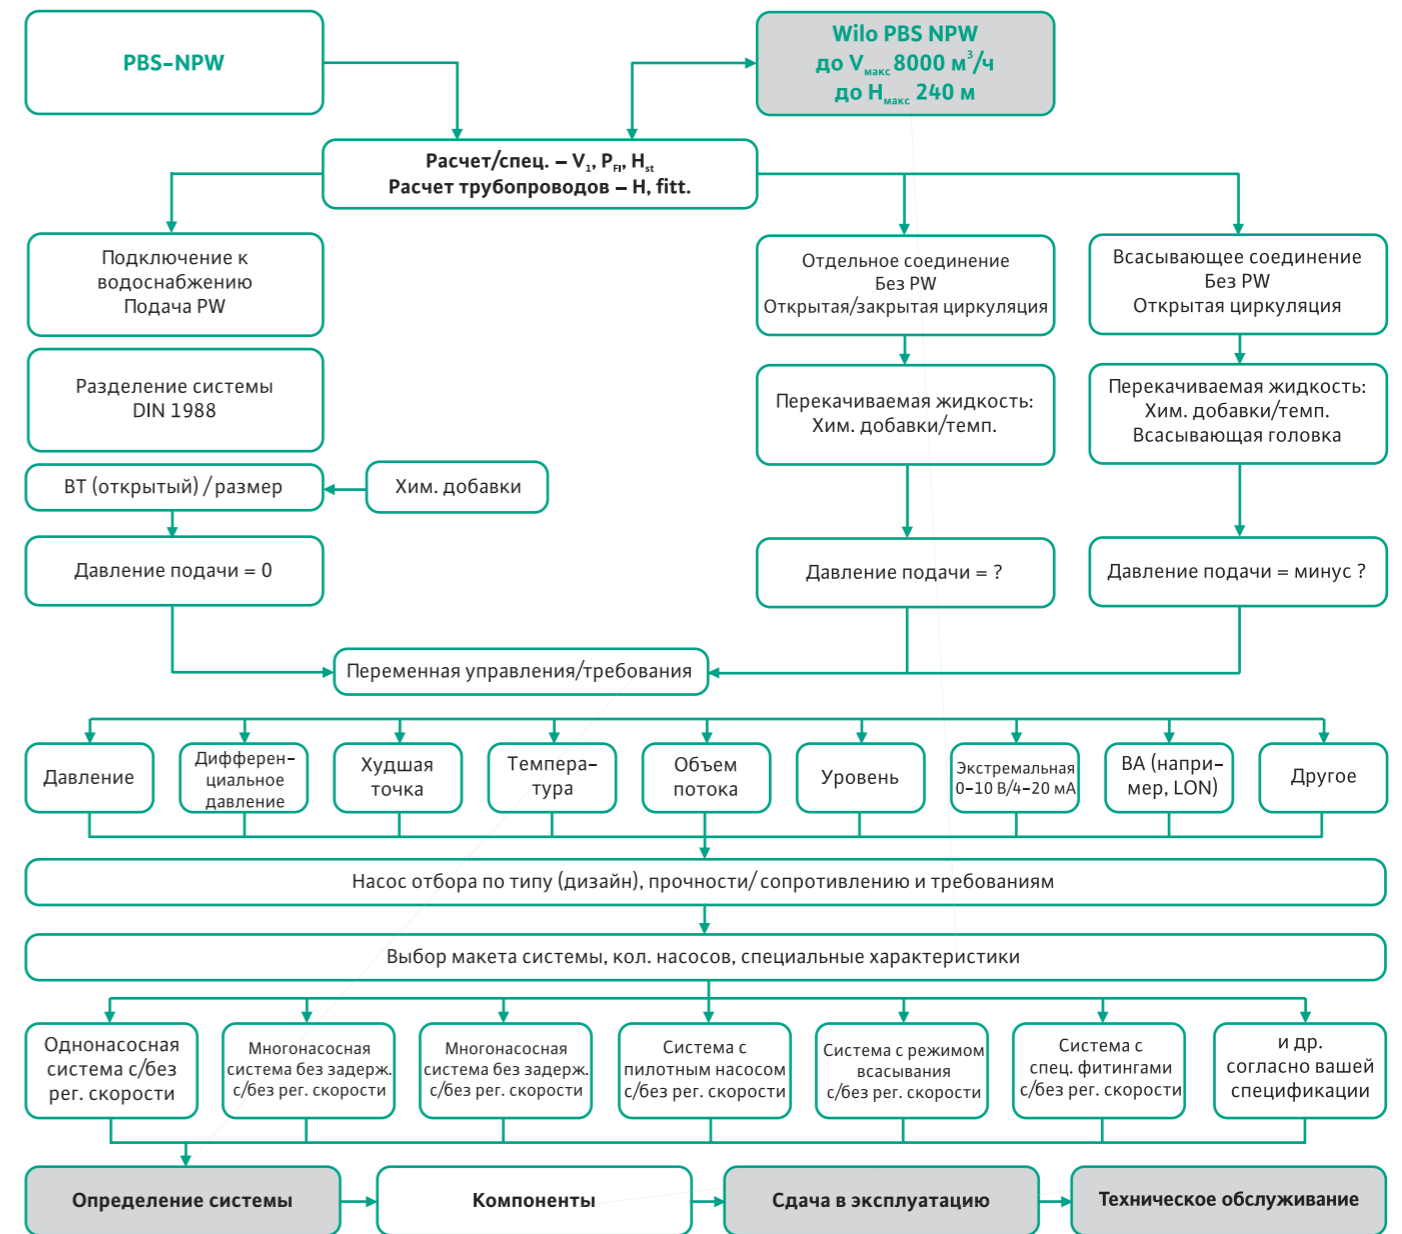 PBS–NPW
Wilo PBS NPW
до Vмакс 8000 м³/ч
до Hмакс 240 м
Расчет/спец. – V₁, PFl, Hst
Расчет трубопроводов – H, fitt.
Подключение к
водоснабжению
Подача PW
Отдельное соединение
Без PW
Открытая/закрытая циркуляция
Всасывающее соединение
Без PW
Открытая циркуляция
Разделение системы
DIN 1988
Перекачиваемая жидкость:
Хим. добавки/темп.
Перекачиваемая жидкость:
Хим. добавки/темп.
Всасывающая головка
ВТ (открытый) / размер
Хим. добавки
Давление подачи = 0
Давление подачи = ?
Давление подачи = минус ?
Переменная управления/требования
Давление
Дифферен–
циальное
давление
Худшая
точка
Темпера–
тура
Объем
потока
Уровень
Экстремальная
0–10 В/4–20 мА
ВА (напри–
мер, LON)
Другое
Насос отбора по типу (дизайн), прочности/ сопротивлению и требованиям
Выбор макета системы, кол. насосов, специальные характеристики
Однонасосная
система с/без
рег. скорости
Многонасосная
система без задерж.
с/без рег. скорости
Многонасосная
система без задерж.
с/без рег. скорости
Система с
пилотным насосом
с/без рег. скорости
Система с режимом
всасывания
с/без рег. скорости
Система с
спец. фитингами
с/без рег. скорости
и др.
согласно вашей
спецификации
Определение системы
Компоненты
Сдача в эксплуатацию
Техническое обслуживание